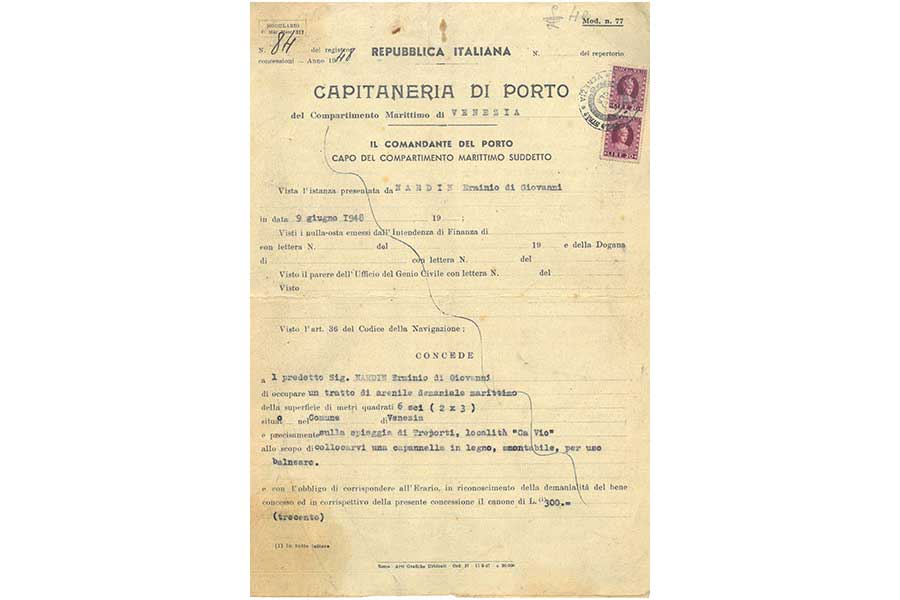 MODULARIO
Mod. n. 77
N. 84 del registro
concessioni - Anno 1948
REPUBBLICA ITALIANA
N. del repertorio
CAPITANERIA DI PORTO
del Compartimento Marittimo di VENEZIA
LIRE 20
IL COMANDANTE DEL PORTO
CAPO DEL COMPARTIMENTO MARITTIMO SUDDETTO
Vista l'istanza presentata da NARDIN Erminio di Giovanni
in data 9 giugno 1948 19 ;
Visti i nulla-osta emessi dall'Intendenza di Finanza di
con lettera N. del 19 e della Dogana
di con lettera N. del
Visto il parere dell'Ufficio del Genio Civile con lettera N. del
Visto
Visto l'art. 36 del Codice della Navigazione;
CONCEDE
a l predetto Sig. NARDIN Erminio di Giovanni
di occupare un tratto di arenile demaniale marittimo
della superficie di metri quadrati 6 sei (2 x 3)
situat o nel Comune di Venezia
e precisamente sulla spiaggia di Treporti, località "Ca Vio"
allo scopo di collocarvi una capannella in legno, smontabile, per uso
balneare.
e con l'obbligo di corrispondere all'Erario, in riconoscimento della demanialità del bene
concesso ed in corrispettivo della presente concessione il canone di L. (1) 300.=
(trecento)
(1) In tutte lettere